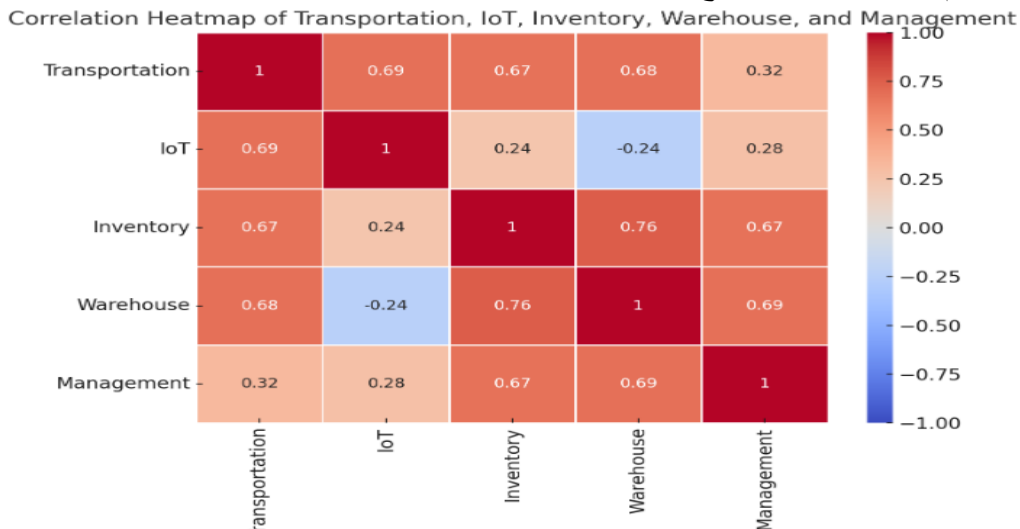 Correlation Heatmap of Transportation, IoT, Inventory, Warehouse, and Management
1.00
Transportation 1 0.69 0.67 0.68 0.32
0.75
0.50
IoT 0.69 1 0.24 -0.24 0.28
0.25
Inventory 0.67 0.24 1 0.76 0.67
0.00
−0.25
Warehouse 0.68 -0.24 0.76 1 0.69
−0.50
−0.75
Management 0.32 0.28 0.67 0.69 1
−1.00
ransportation
IoT
Inventory
Warehouse
Management